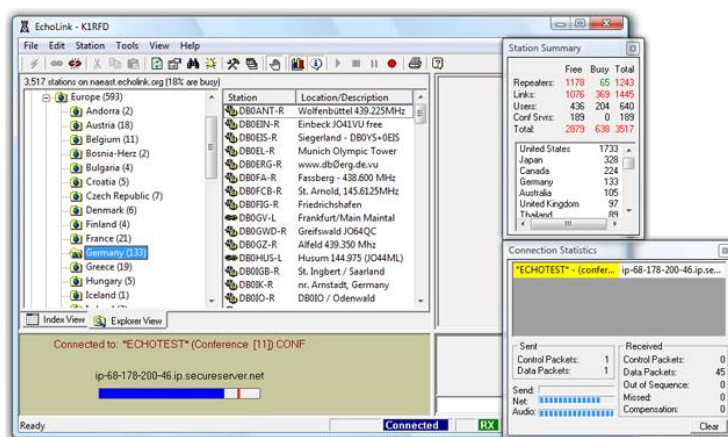 EchoLink - K1RFD
File Edit Station Tools View Help
3,517 stations on naeast.echolink.org (18% are busy)
Europe (593)
Andorra (2)
Austria (18)
Belgium (11)
Bosnia-Herz (2)
Bulgaria (4)
Croatia (5)
Czech Republic (7)
Denmark (6)
Finland (4)
France (21)
Germany (133)
Greece (19)
Hungary (5)
Iceland (1)
Station Location/Description
DB0ANT-R Wolfenbüttel 439.225MHz
DB0EIN-R Einbeck JO41VU free
DB0EIS-R Siegerland - DB0YS+0EIS
DB0EL-R Munich Olympic Tower
DB0ERG-R www.dbØerg.de.vu
DB0FA-R Fassberg - 438.600 MHz
DB0FCB-R St. Arnold, 145.6125MHz
DB0FIG-R Friedrichshafen
DB0GV-L Frankfurt/Main Maintal
DB0GWD-R Greifswald JO64QC
DB0GZ-R Alfeld 439.350 Mhz
DB0HUS-L Husum 144.975 (JO44ML)
DB0IGB-R St. Ingbert / Saarland
DB0IK-R nr. Arnstadt, Germany
DB0IO-R DB0IO / Odenwald
Index View Explorer View
Connected to: *ECHOTEST* (Conference [11]) CONF
ip-68-178-200-46.ip.secureserver.net
Ready Connected RX
Station Summary
Free Busy Total
Repeaters: 1178 65 1243
Links: 1076 369 1445
Users: 436 204 640
Conf Srvrs: 189 0 189
Total: 2879 638 3517
United States 1733
Japan 328
Canada 224
Germany 133
Australia 105
United Kingdom 97
Thailand 89
Connection Statistics
*ECHOTEST* - (confer... ip-68-178-200-46.ip.se...
Sent
Control Packets: 1
Data Packets: 1
Send:
Net:
Audio:
Received
Control Packets: 0
Data Packets: 45
Out of Sequence: 0
Missed: 0
Compensation: 0
Clear